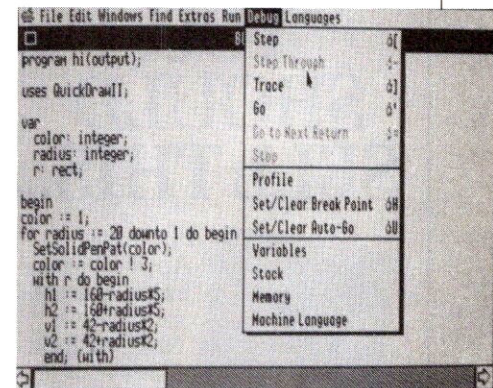 File Edit Windows Find Extras Run Debug Languages
program hi(output);
uses QuickDrawII;
var
color: integer;
radius: integer;
r: rect;
begin
color := 1;
for radius := 20 downto 1 do begin
SetSolidPenPat(color);
color := color ! 3;
with r do begin
h1 := 160-radius*5;
h2 := 160+radius*5;
v1 := 42-radius*2;
v2 := 42+radius*2;
end; (with)
Step [
Step Through -
Trace ]
Go '
Go to Next Return =
Stop
Profile
Set/Clear Break Point H
Set/Clear Auto-Go U
Variables
Stack
Memory
Machine Language